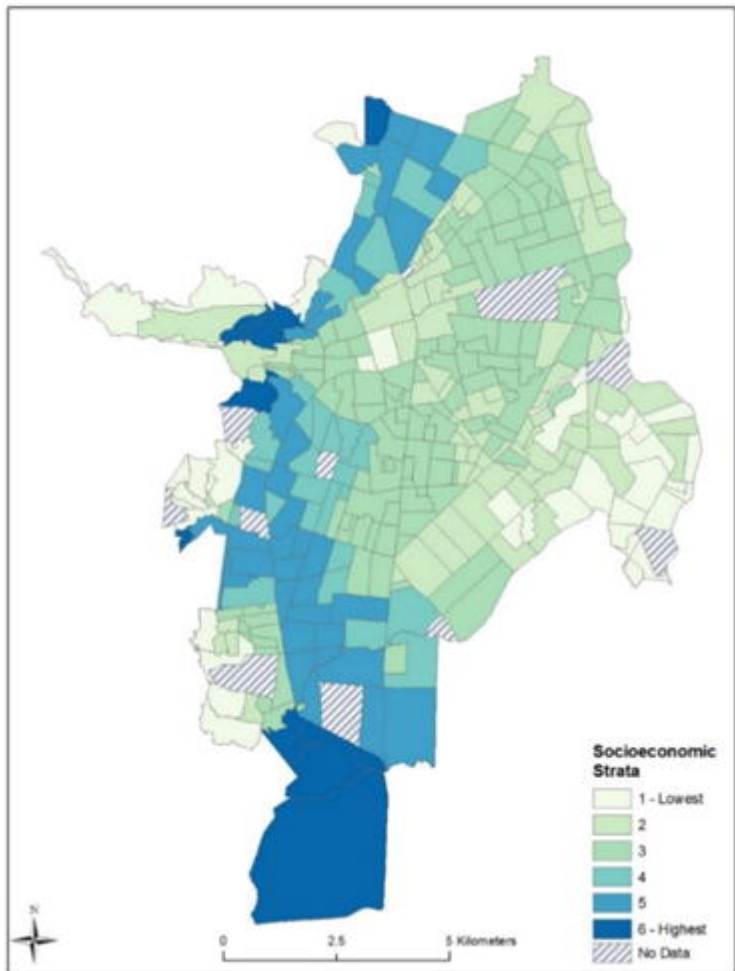 Socioeconomic
Strata
1 - Lowest
2
3
4
5
6 - Highest
No Data
N
0 2.5 5 Kilometers